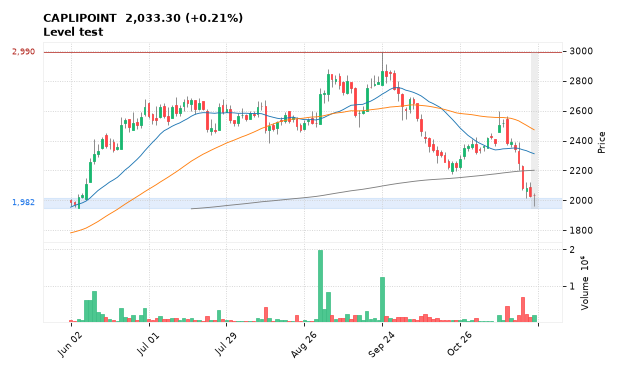 CAPLIPOINT 2,033.30 (+0.21%)
Level test
2,990
1,982
3000
2800
2600
2400
2200
2000
1800
Price
2
1
Volume 10⁶
Jun 02
Jul 01
Jul 29
Aug 26
Sep 24
Oct 26